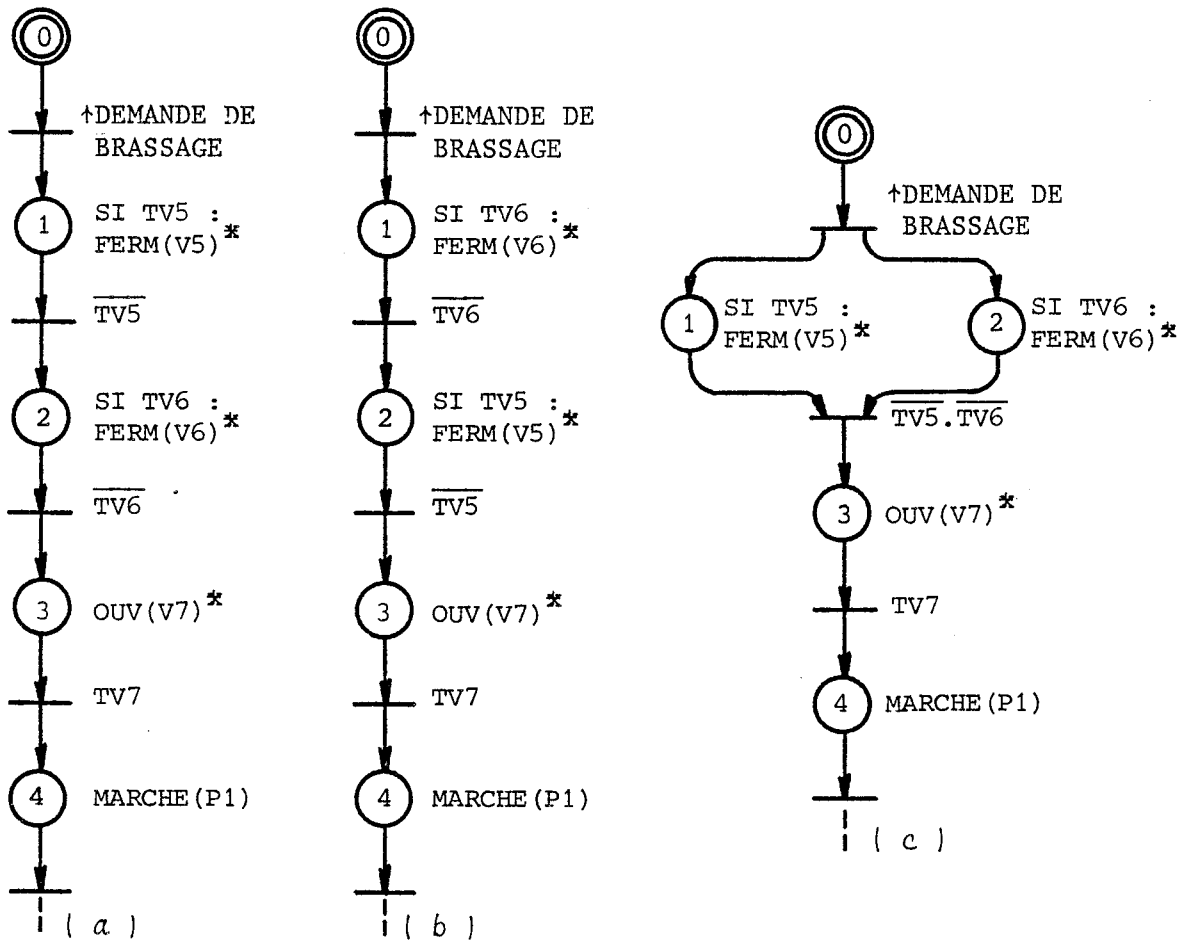 0
↑DEMANDE DE
BRASSAGE
1
SI TV5 :
FERM(V5)*
TV5
2
SI TV6 :
FERM(V6)*
TV6
3
OUV(V7)*
TV7
4
MARCHE(P1)
( a )
0
↑DEMANDE DE
BRASSAGE
1
SI TV6 :
FERM(V6)*
TV6
2
SI TV5 :
FERM(V5)*
TV5
3
OUV(V7)*
TV7
4
MARCHE(P1)
( b )
0
↑DEMANDE DE
BRASSAGE
1
SI TV5 :
FERM(V5)*
2
SI TV6 :
FERM(V6)*
TV5.TV6
3
OUV(V7)*
TV7
4
MARCHE(P1)
( c )